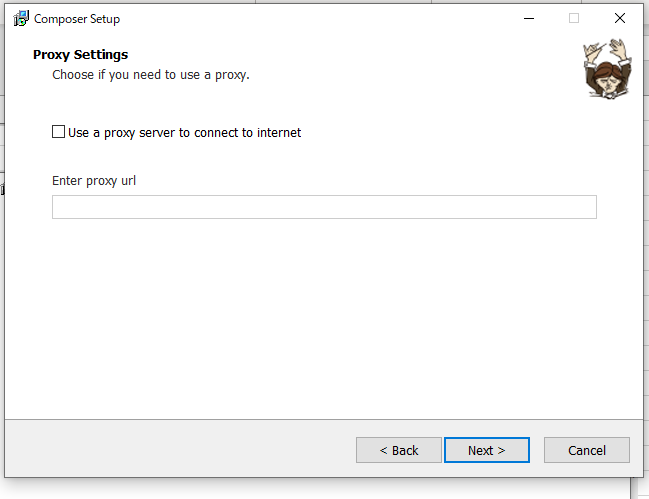 Composer Setup
Proxy Settings
Choose if you need to use a proxy.
Use a proxy server to connect to internet
Enter proxy url
< Back
Next >
Cancel